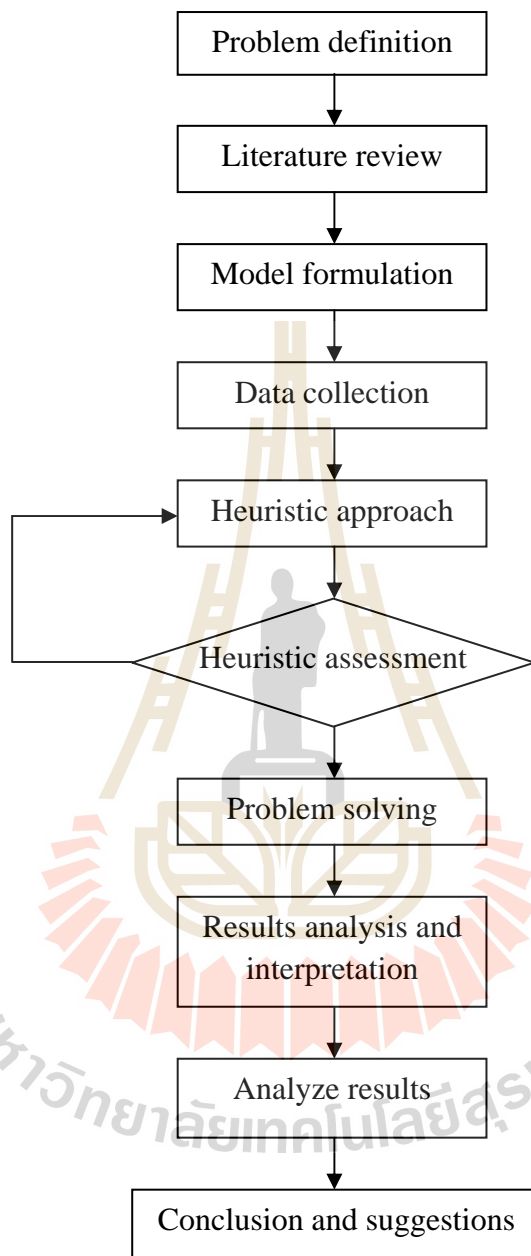 Problem definition
Literature review
Model formulation
Data collection
Heuristic approach
Heuristic assessment
Problem solving
Results analysis and
interpretation
Analyze results
Conclusion and suggestions